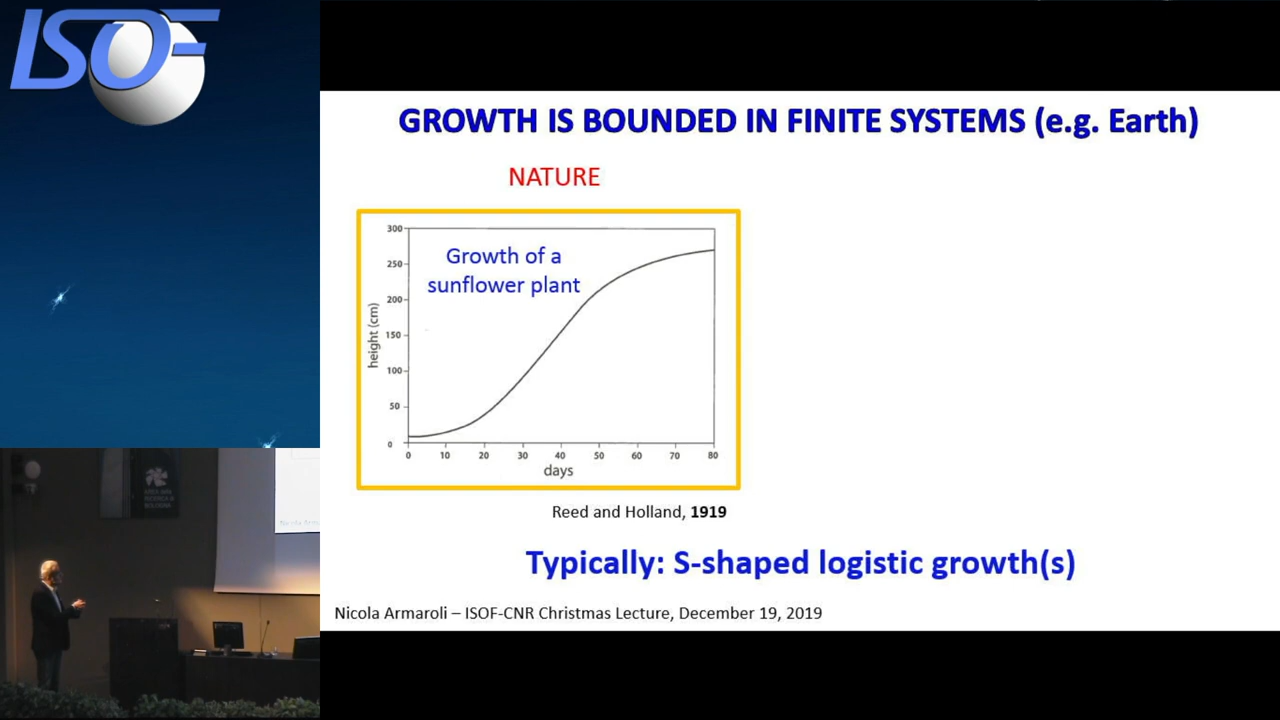 ISOF
GROWTH IS BOUNDED IN FINITE SYSTEMS (e.g. Earth)
NATURE
Growth of a
sunflower plant
height (cm)
300
250
200
150
100
50
0
0 10 20 30 40 50 60 70 80
days
Reed and Holland, 1919
Typically: S-shaped logistic growth(s)
Nicola Armaroli – ISOF-CNR Christmas Lecture, December 19, 2019